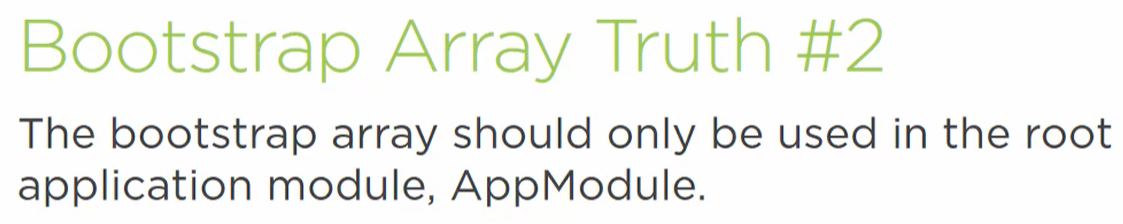 Bootstrap Array Truth #2
The bootstrap array should only be used in the root
application module, AppModule.